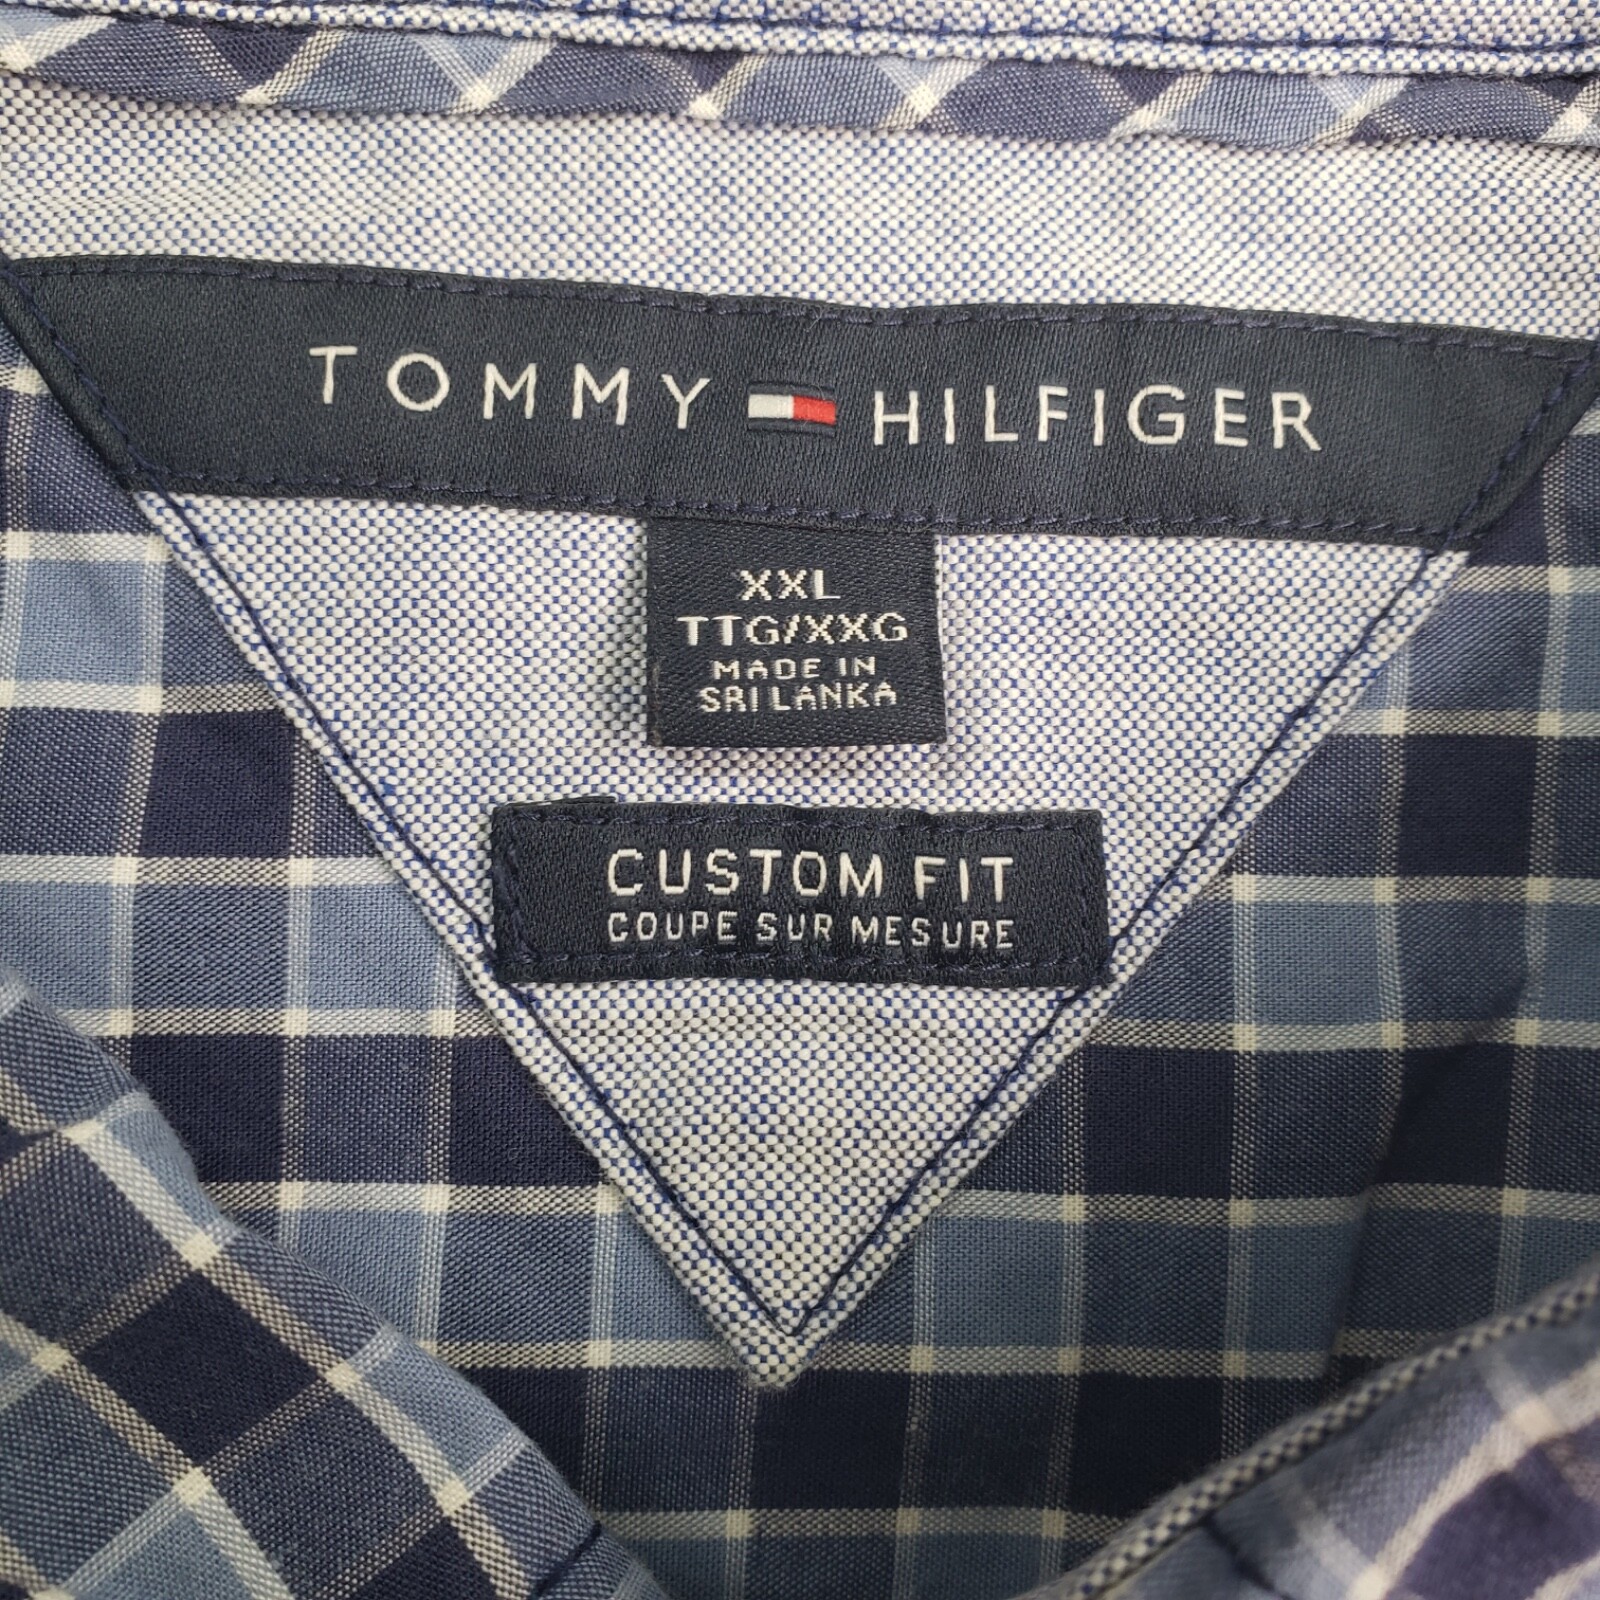 TOMMY HILFIGER
XXL
TTG/XXG
MADE IN
SRI LANKA
CUSTOM FIT
COUPE SUR MESURE